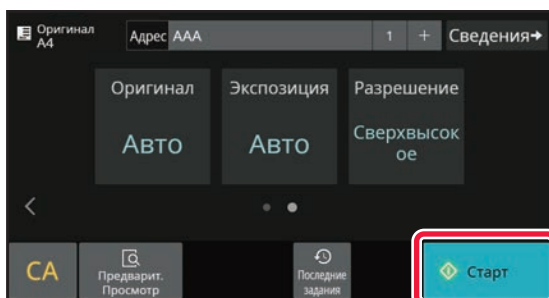 Оригинал
A4
Адрес AAA 1 + Сведения→
Оригинал Экспозиция Разрешение
Авто Авто Сверхвысок
ое
CA Предварит.
Просмотр
Последние
задания
Старт